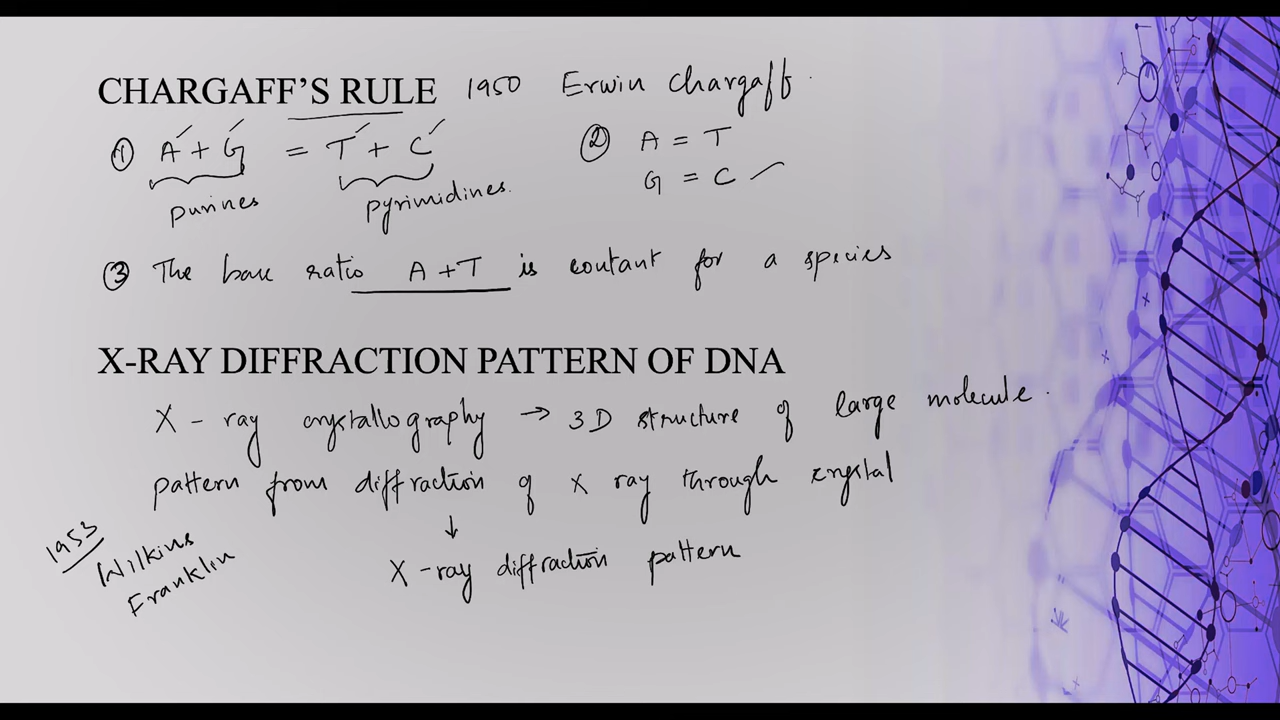 CHARGAFF'S RULE 1950 Erwin Chargaff.
① A + G = T + C
purines pyrimidines.
② A = T
G = C
③ The base ratio A + T is contant for a species
X-RAY DIFFRACTION PATTERN OF DNA
X - ray crystallography → 3D structure of large molecule.
pattern from diffraction of X ray through crystal
↓
X - ray diffraction pattern
1953
Wilkins
Franklin